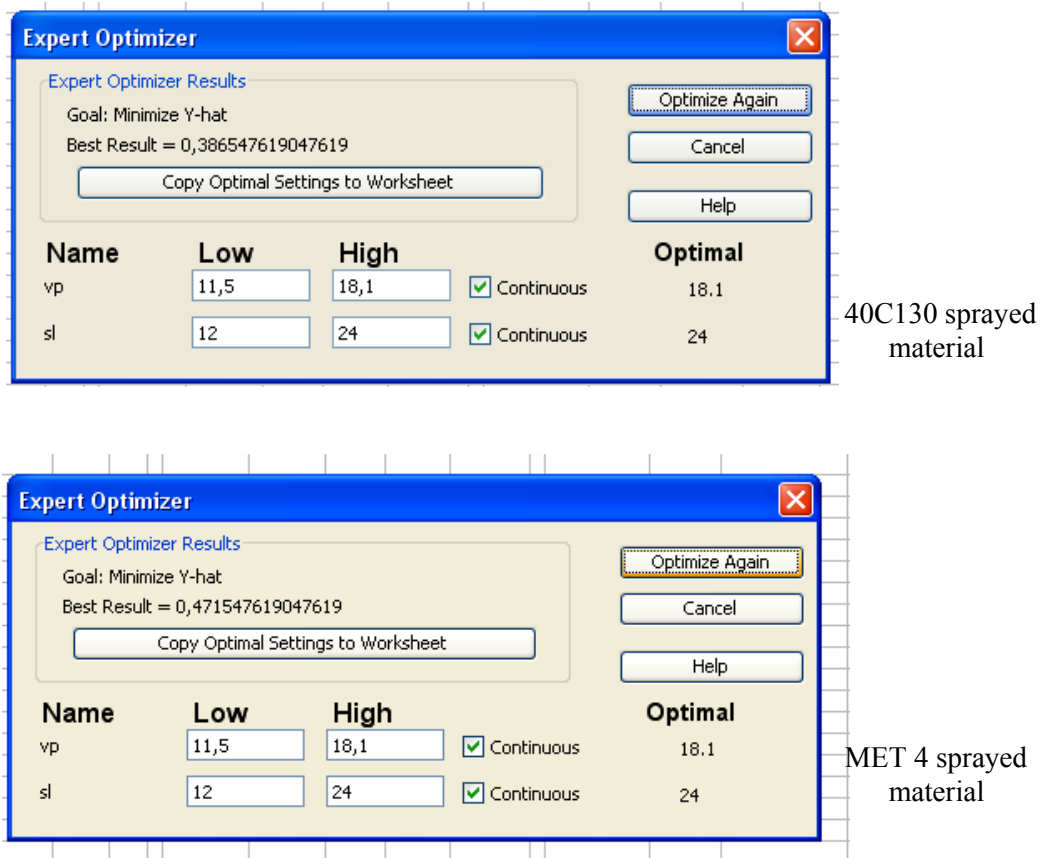 Expert Optimizer
Expert Optimizer Results
Goal: Minimize Y-hat
Best Result = 0,386547619047619
Copy Optimal Settings to Worksheet
Optimize Again
Cancel
Help
Name Low High Optimal
vp 11,5 18,1 Continuous 18.1
sl 12 24 Continuous 24
40C130 sprayed
material
Expert Optimizer
Expert Optimizer Results
Goal: Minimize Y-hat
Best Result = 0,471547619047619
Copy Optimal Settings to Worksheet
Optimize Again
Cancel
Help
Name Low High Optimal
vp 11,5 18,1 Continuous 18.1
sl 12 24 Continuous 24
MET 4 sprayed
material